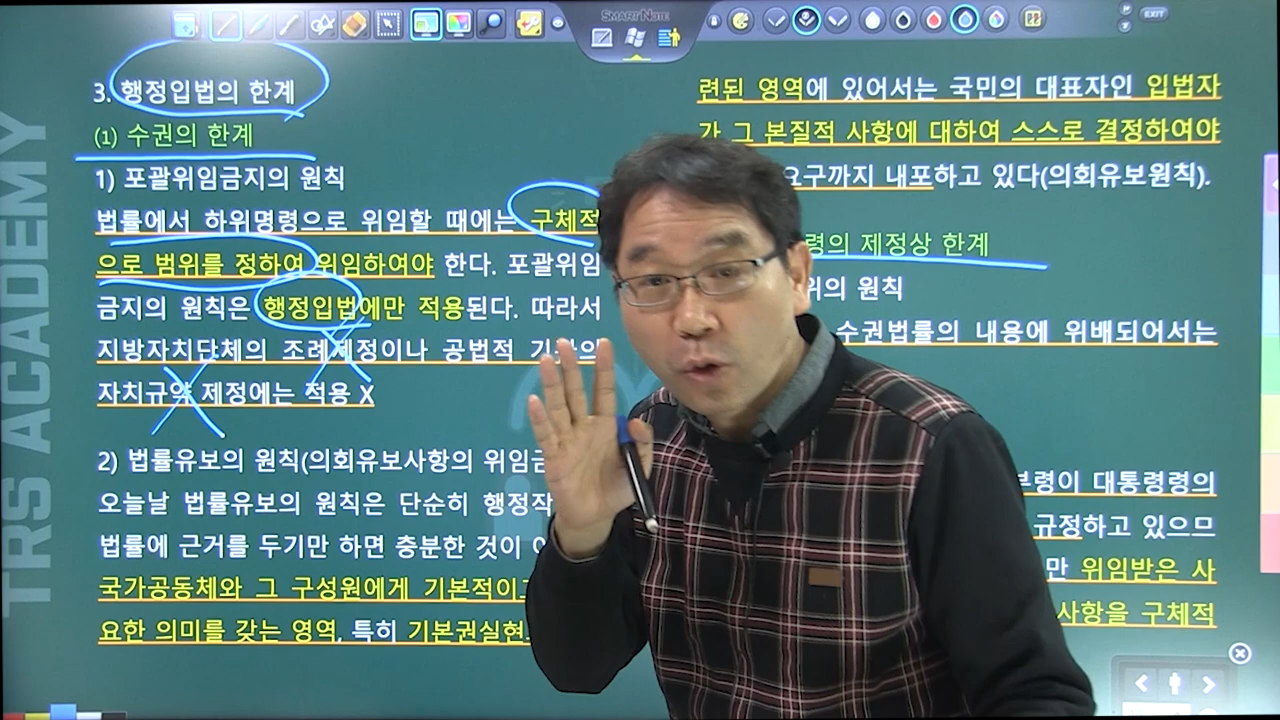 SMART NOTE
EXIT
TRS ACADEMY
3. 행정입법의 한계
(1) 수권의 한계
1) 포괄위임금지의 원칙
법률에서 하위명령으로 위임할 때에는 구체적
으로 범위를 정하여 위임하여야 한다. 포괄위임
금지의 원칙은 행정입법에만 적용된다. 따라서
지방자치단체의 조례제정이나 공법적
자치규약 제정에는 적용 X
2) 법률유보의 원칙(의회유보사항의 위임금
오늘날 법률유보의 원칙은 단순히 행정작
법률에 근거를 두기만 하면 충분한 것이
국가공동체와 그 구성원에게 기본적이고
요한 의미를 갖는 영역, 특히 기본권실현
련된 영역에 있어서는 국민의 대표자인 입법자
가 그 본질적 사항에 대하여 스스로 결정하여야
요구까지 내포하고 있다(의회유보원칙).
령의 제정상 한계
위의 원칙
수권법률의 내용에 위배되어서는
부령이 대통령령의
규정하고 있으므
만 위임받은 사
사항을 구체적